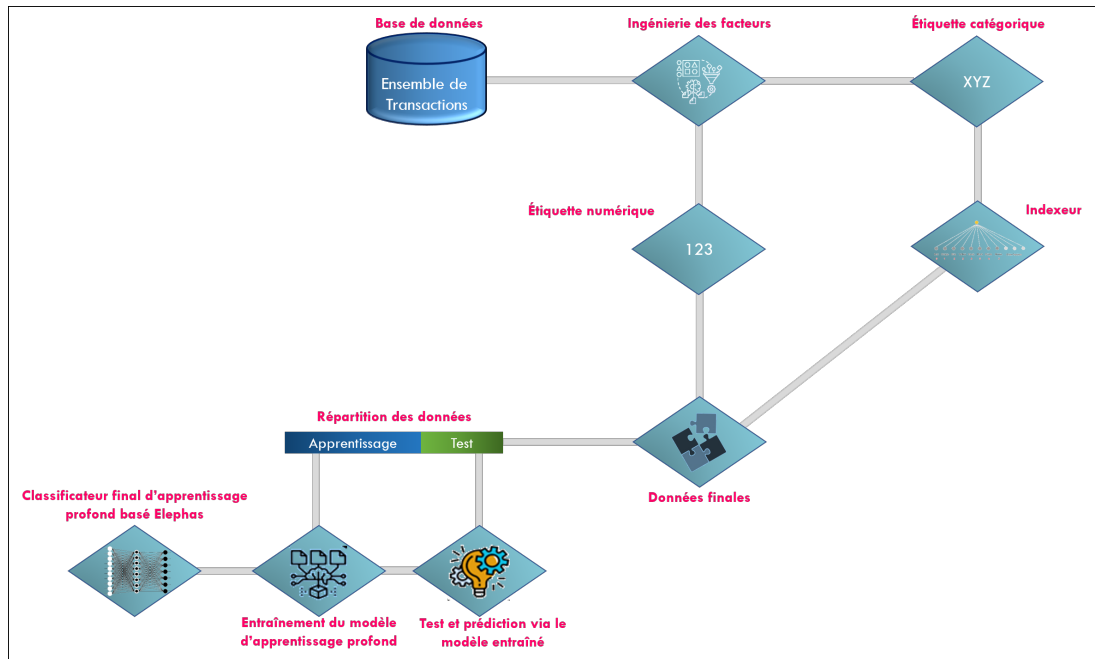 Base de données
Ingénierie des facteurs
Étiquette catégorique
Ensemble de
Transactions
XYZ
Étiquette numérique
Indexeur
123
Répartition des données
Apprentissage
Test
Données finales
Classificateur final d'apprentissage
profond basé Elephas
Entraînement du modèle
d'apprentissage profond
Test et prédiction via le
modèle entraîné